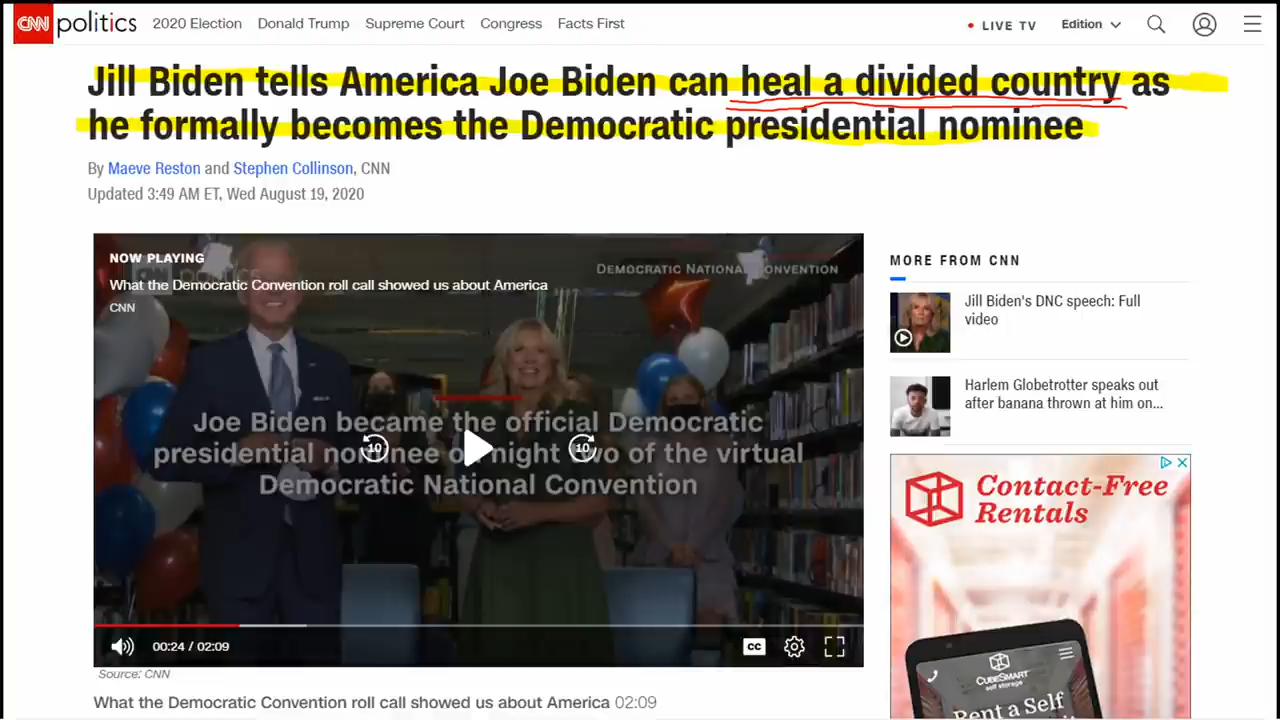 CNN politics 2020 Election Donald Trump Supreme Court Congress Facts First LIVE TV Edition
Jill Biden tells America Joe Biden can heal a divided country as
he formally becomes the Democratic presidential nominee
By Maeve Reston and Stephen Collinson, CNN
Updated 3:49 AM ET, Wed August 19, 2020
NOW PLAYING
What the Democratic Convention roll call showed us about America
CNN
CNN POLITICS
DEMOCRATIC NATIONAL CONVENTION
Joe Biden became the official Democratic
presidential nominee on night two of the virtual
Democratic National Convention
10 10
00:24 / 02:09
CC
Source: CNN
What the Democratic Convention roll call showed us about America 02:09
MORE FROM CNN
Jill Biden's DNC speech: Full
video
Harlem Globetrotter speaks out
after banana thrown at him on...
Contact-Free
Rentals
CUBESMART
self storage
Rent a Self